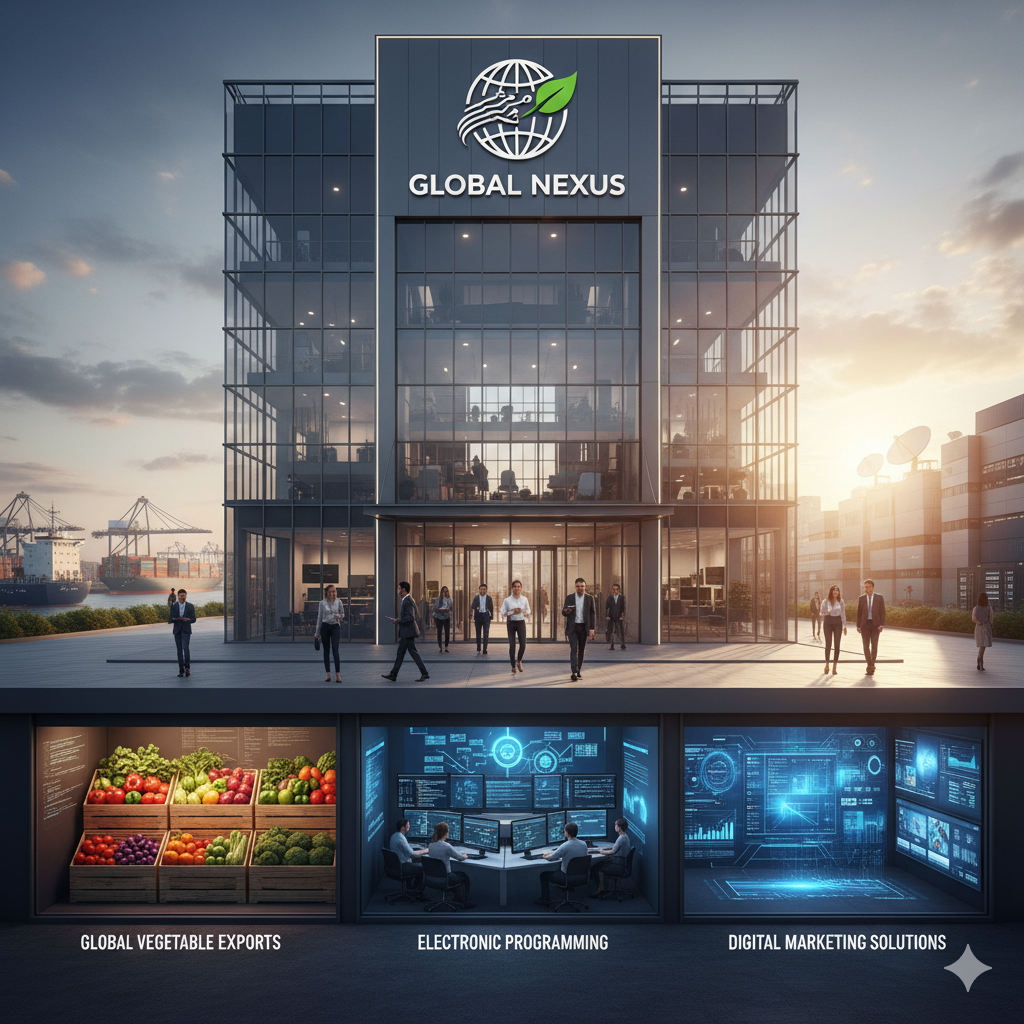 GLOBAL NEXUS
GLOBAL VEGETABLE EXPORTS
ELECTRONIC PROGRAMMING
DIGITAL MARKETING SOLUTIONS